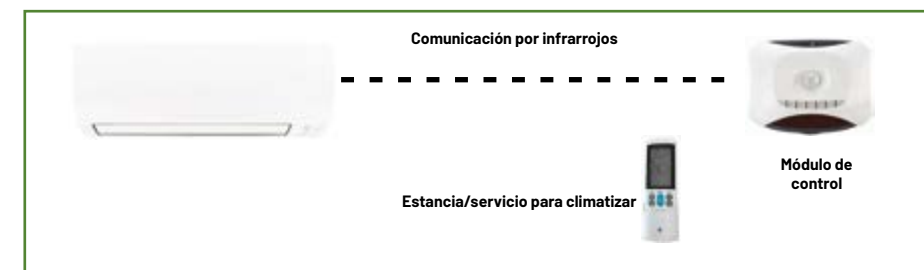 Comunicación por infrarrojos
Módulo de
control
Estancia/servicio para climatizar